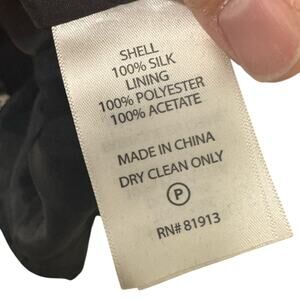 SHELL
100% SILK
LINING
100% POLYESTER
100% ACETATE
MADE IN CHINA
DRY CLEAN ONLY
P
RN# 81913